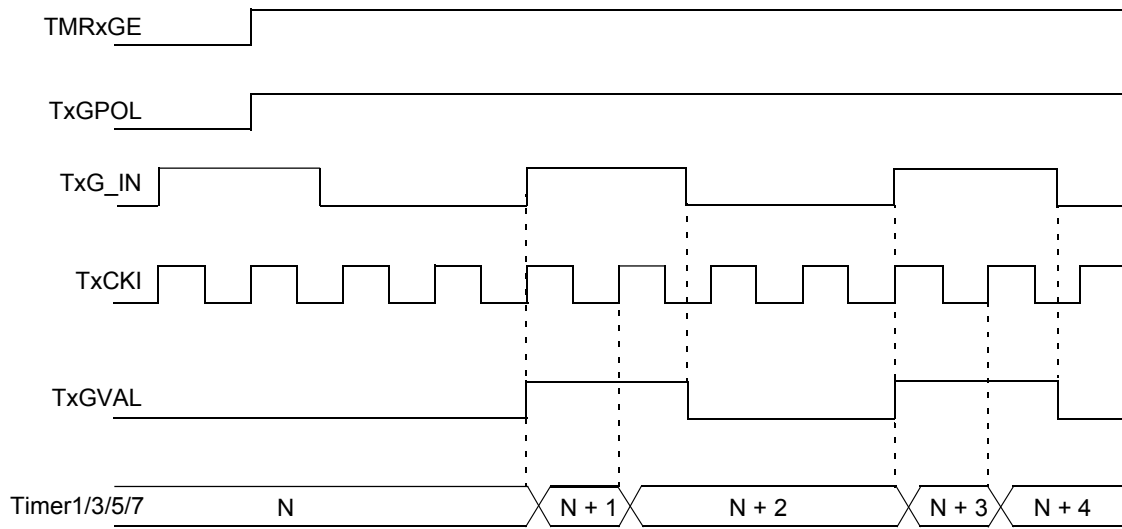 TMRxGE
TxGPOL
TxG_IN
TxCKI
TxGVAL
Timer1/3/5/7 N N + 1 N + 2 N + 3 N + 4